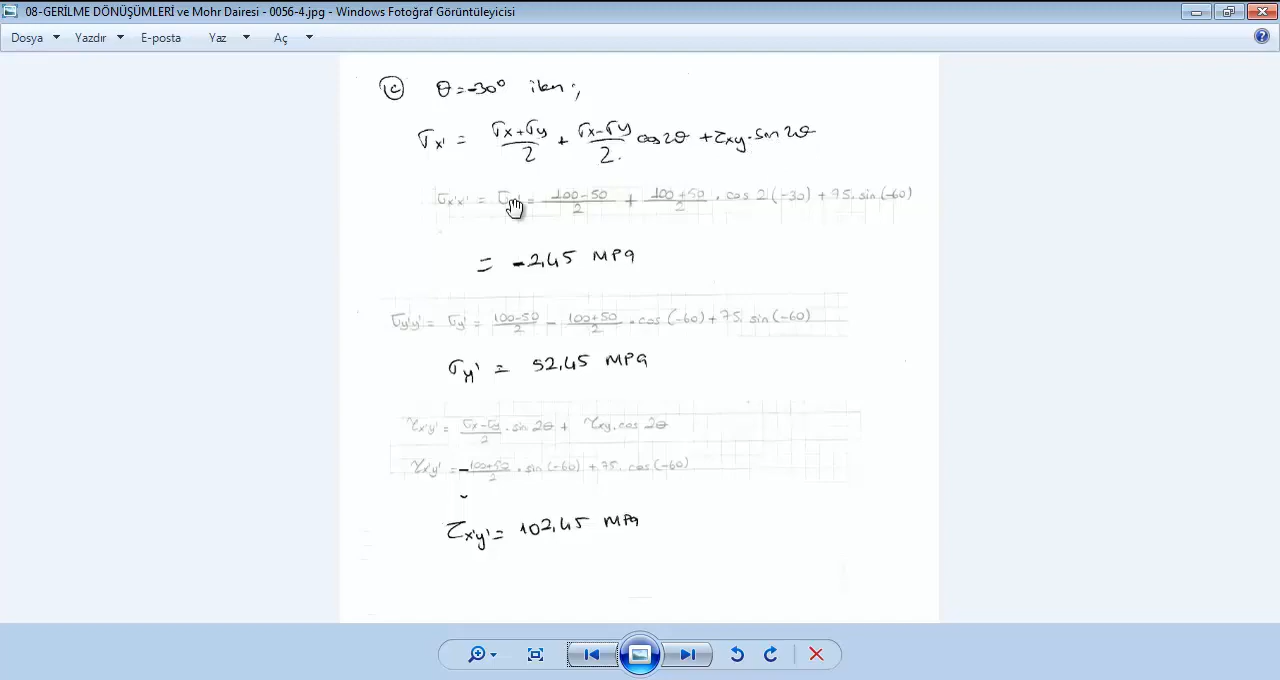 08-GERİLME DÖNÜŞÜMLERİ ve Mohr Dairesi - 0056-4.jpg - Windows Fotoğraf Görüntüleyicisi
Dosya Yazdır E-posta Yaz Aç
(c) θ = -30° iken ;
σx' = (σx+σy)/2 + (σx-σy)/2 cos2θ + τxy.sin2θ
σx'x' = σx' = (100-50)/2 + (100+50)/2 . cos 2(-30) + 75. sin(-60)
= -2,45 MPa
σy'y' = σy' = (100-50)/2 - (100+50)/2 . cos (-60) + 75. sin(-60)
σy' = 52,45 MPa
τx'y' = (σx-σy)/2 . sin 2θ + τxy. cos 2θ
τx'y' = -(100+50)/2 . sin(-60) + 75. cos(-60)
τx'y' = 102,45 MPa